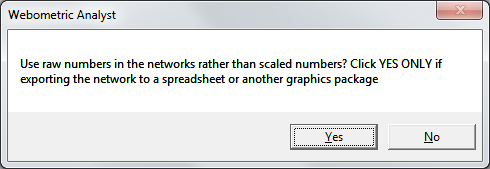 Webometric Analyst
Use raw numbers in the networks rather than scaled numbers? Click YES ONLY if
exporting the network to a spreadsheet or another graphics package
Yes
No